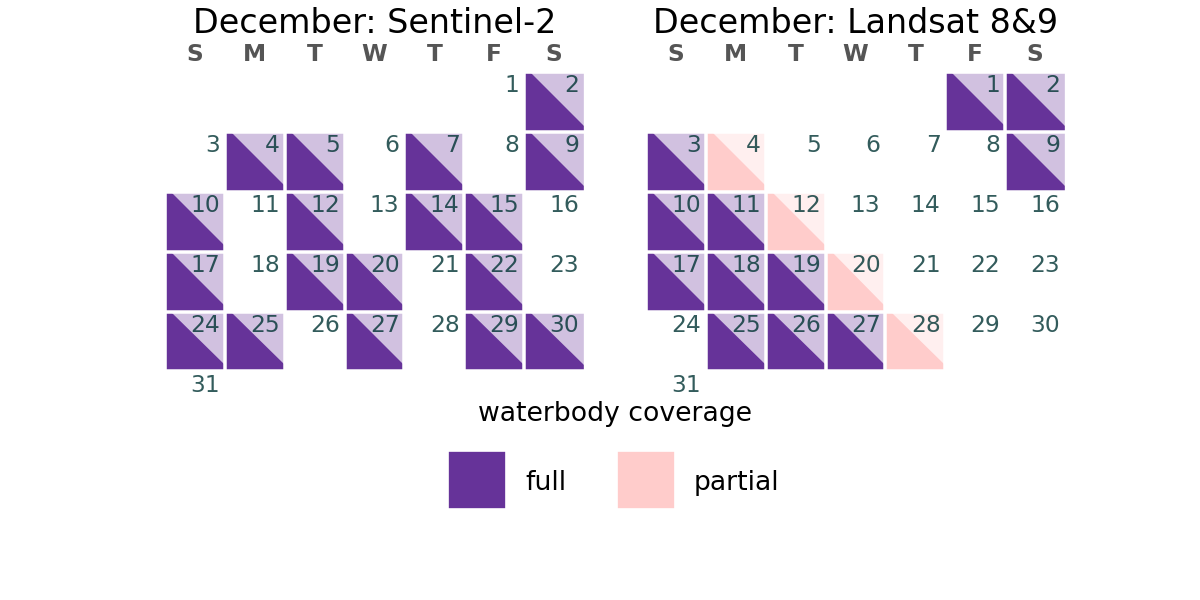 December: Sentinel-2
S M T W T F S
1 2
3 4 5 6 7 8 9
10 11 12 13 14 15 16
17 18 19 20 21 22 23
24 25 26 27 28 29 30
31
December: Landsat 8&9
S M T W T F S
1 2
3 4 5 6 7 8 9
10 11 12 13 14 15 16
17 18 19 20 21 22 23
24 25 26 27 28 29 30
31
waterbody coverage
full partial